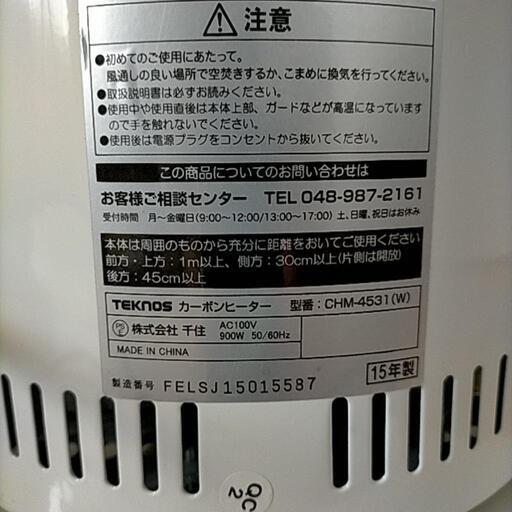 注意
●初めてのご使用にあたって。
風通しの良い場所で空焚きするか、こまめに換気を行ってください。
●取扱説明書は必ずお読みください。
●使用中や使用直後は本体上部、ガードなどが高温になっています
ので手を触れないでください。
●使用後は電源プラグをコンセントから抜いてください。
この商品についてのお問い合わせは
お客様ご相談センター TEL 048-987-2161
受付時間 月～金曜日(9:00～12:00/13:00～17:00) 土、日曜、祝日はお休み
本体は周囲のものから充分に距離をおいてご使用ください
前方・上方：1m以上、側方：30cm以上(片側は開放)
後方：45cm以上
TEKNOS カーボンヒーター 型番：CHM-4531(W)
PSE 株式会社 千住 AC100V
900W 50/60Hz
MADE IN CHINA
製造番号 FELSJ15015587 15年製
QC
2